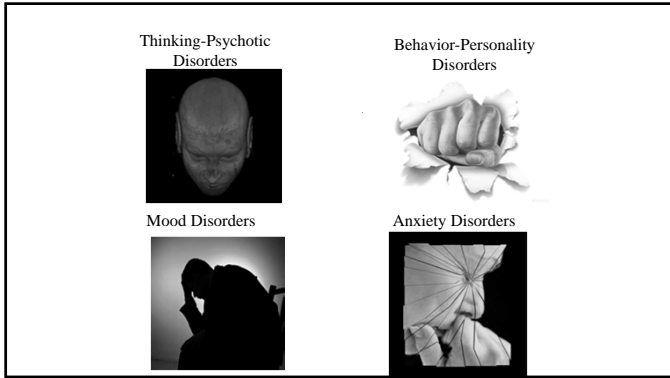 Thinking-Psychotic
Disorders
Behavior-Personality
Disorders
Mood Disorders
Anxiety Disorders